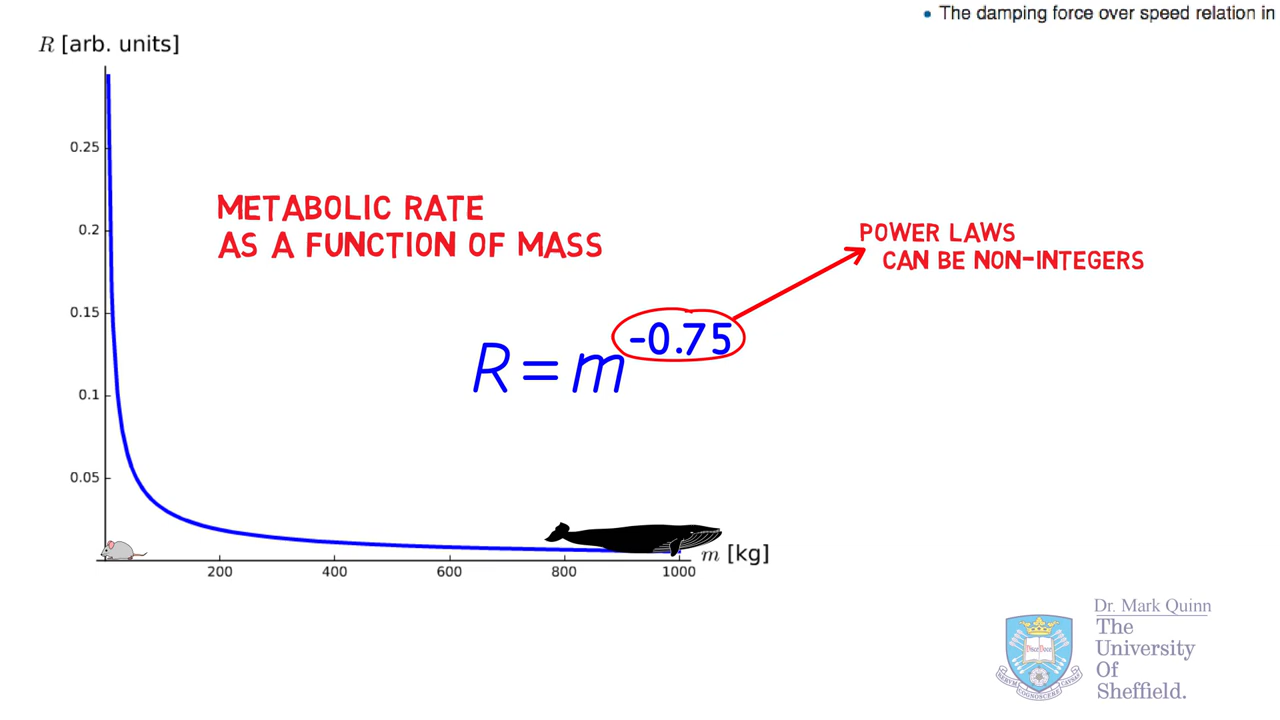 • The damping force over speed relation in
R [arb. units]
0.25
0.2
0.15
0.1
0.05
METABOLIC RATE
AS A FUNCTION OF MASS
POWER LAWS
CAN BE NON-INTEGERS
R=m^-0.75
200 400 600 800 1000
m [kg]
Dr. Mark Quinn
The
University
Of
Sheffield.